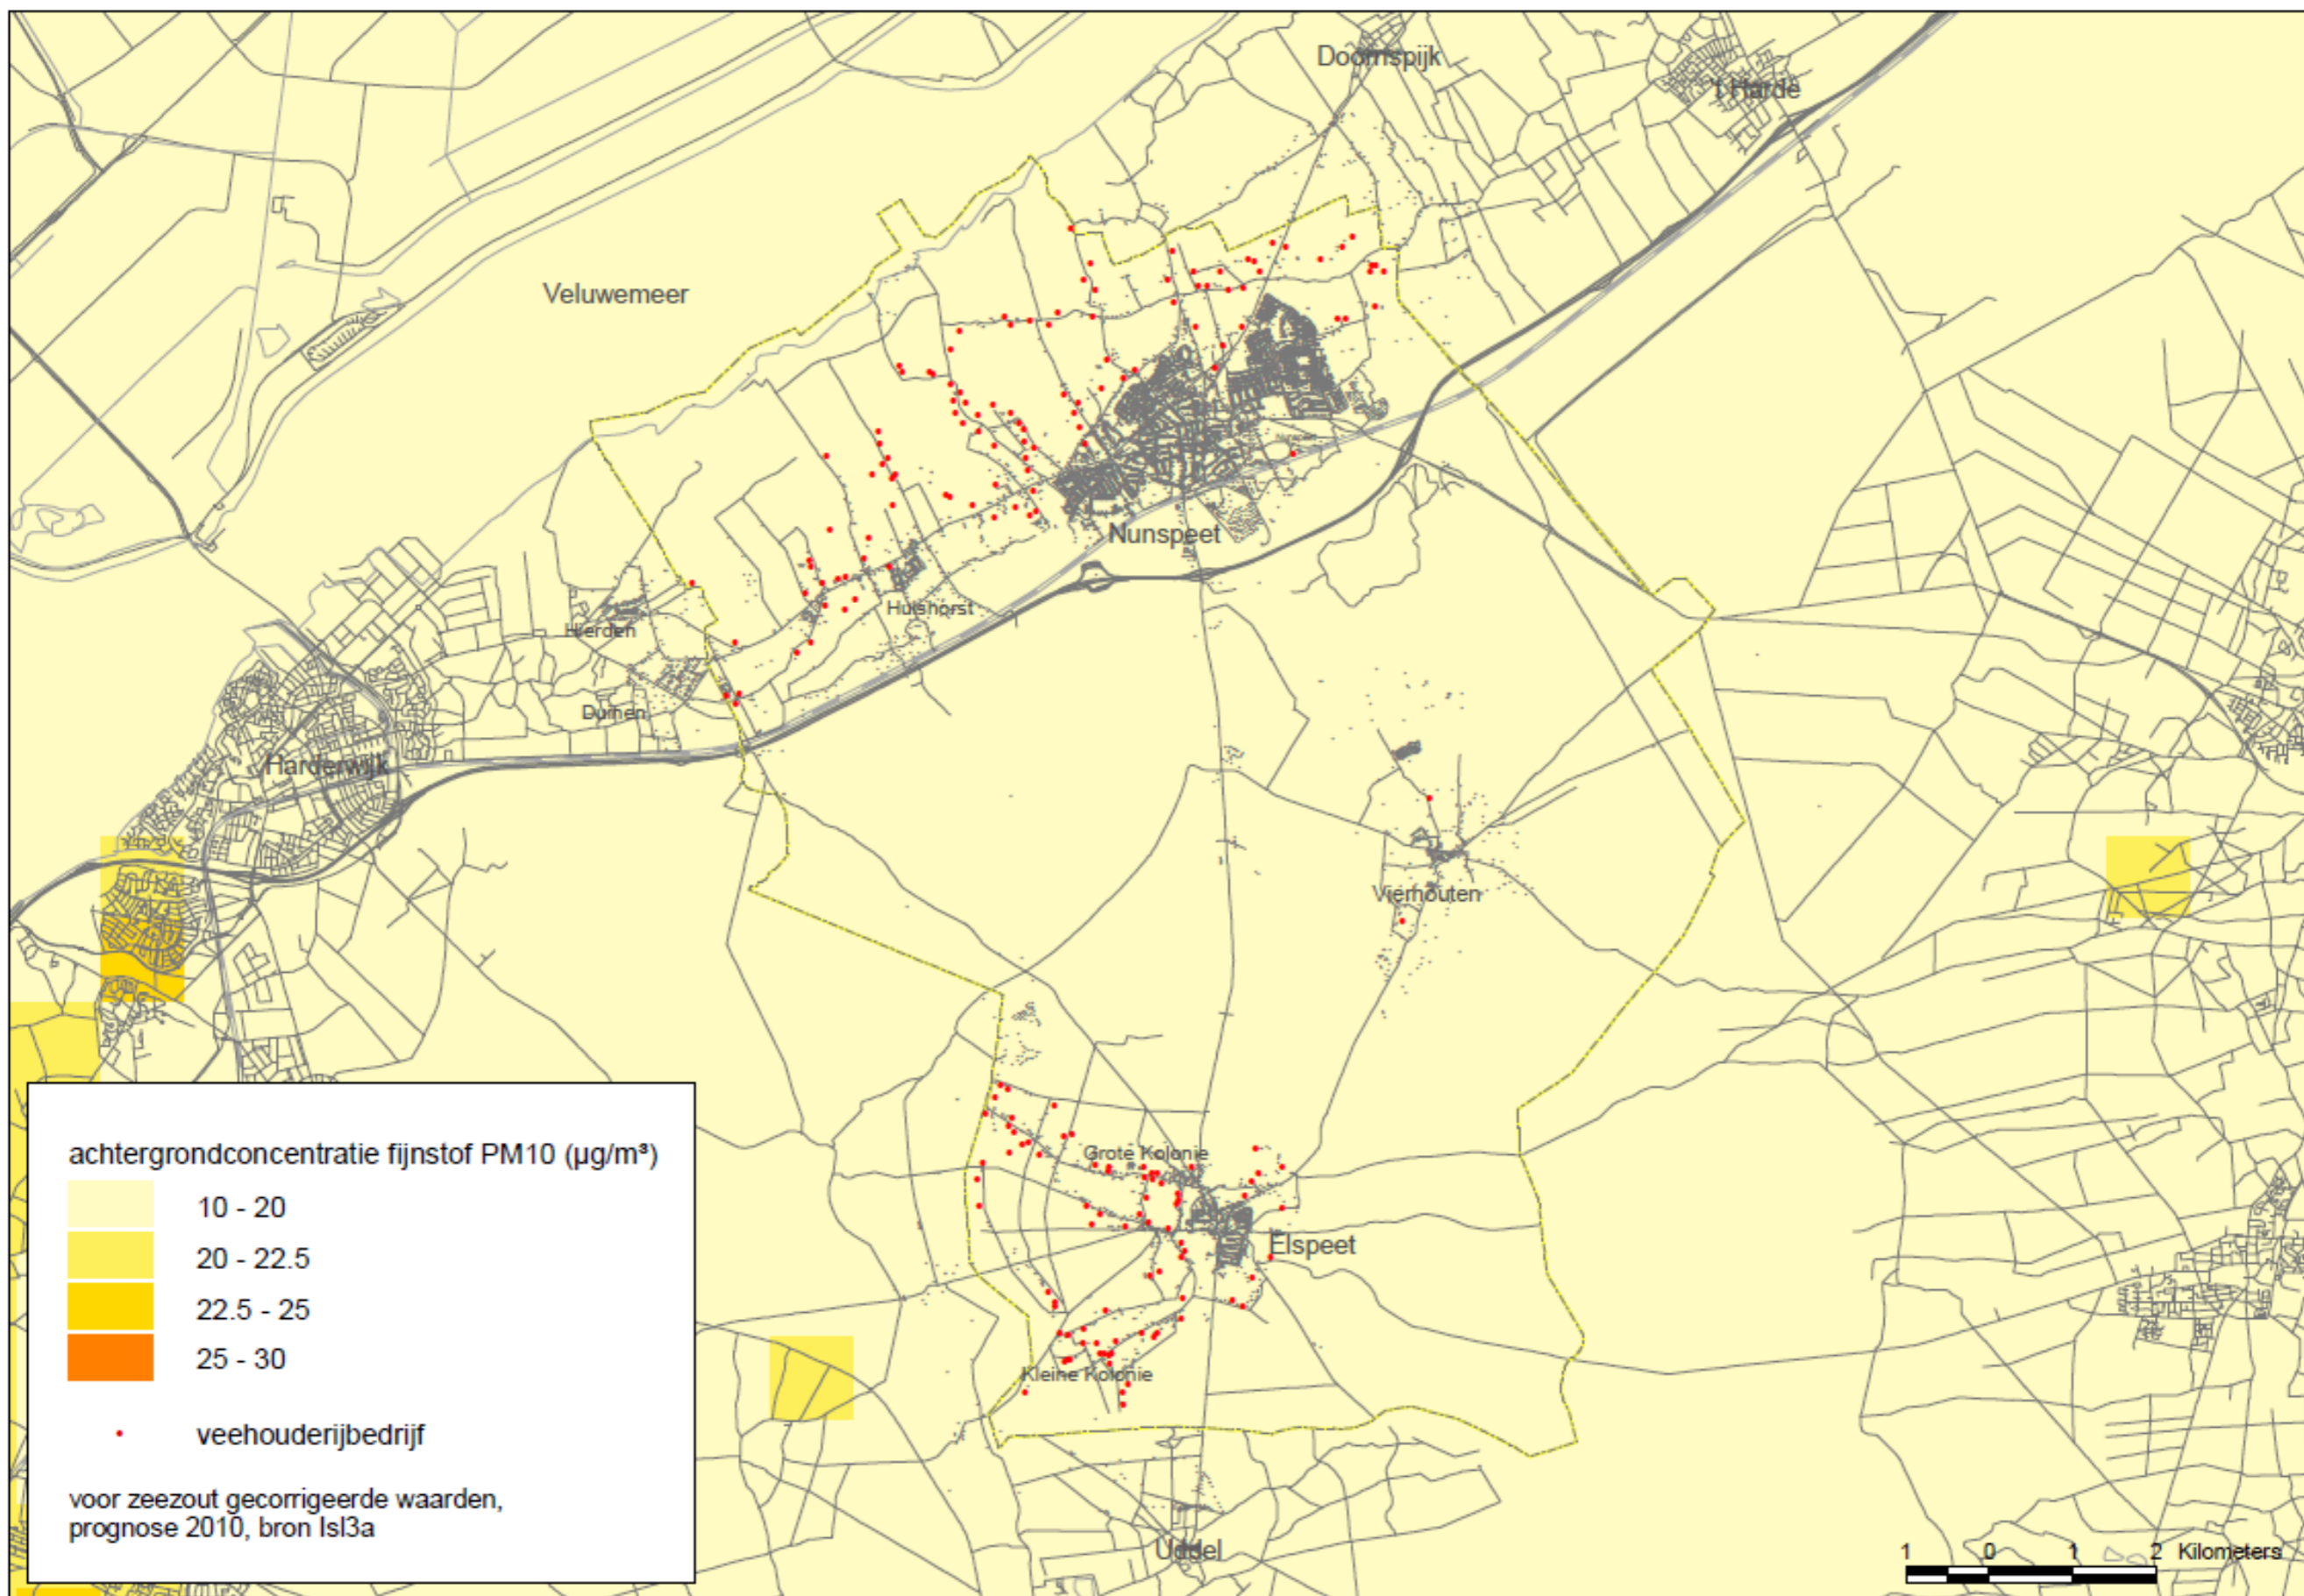 Doornspijk
't Harde
Veluwemeer
Nunspeet
Hulshorst
Hierden
Durhen
Harderwijk
Vierhouten
Grote Kolonie
Elspeet
Kleine Kolonie
Uddel
achtergrondconcentratie fijnstof PM10 (µg/m³)
10 - 20
20 - 22.5
22.5 - 25
25 - 30
veehouderijbedrijf
voor zeezout gecorrigeerde waarden,
prognose 2010, bron Isl3a
1 0 1 2 Kilometers